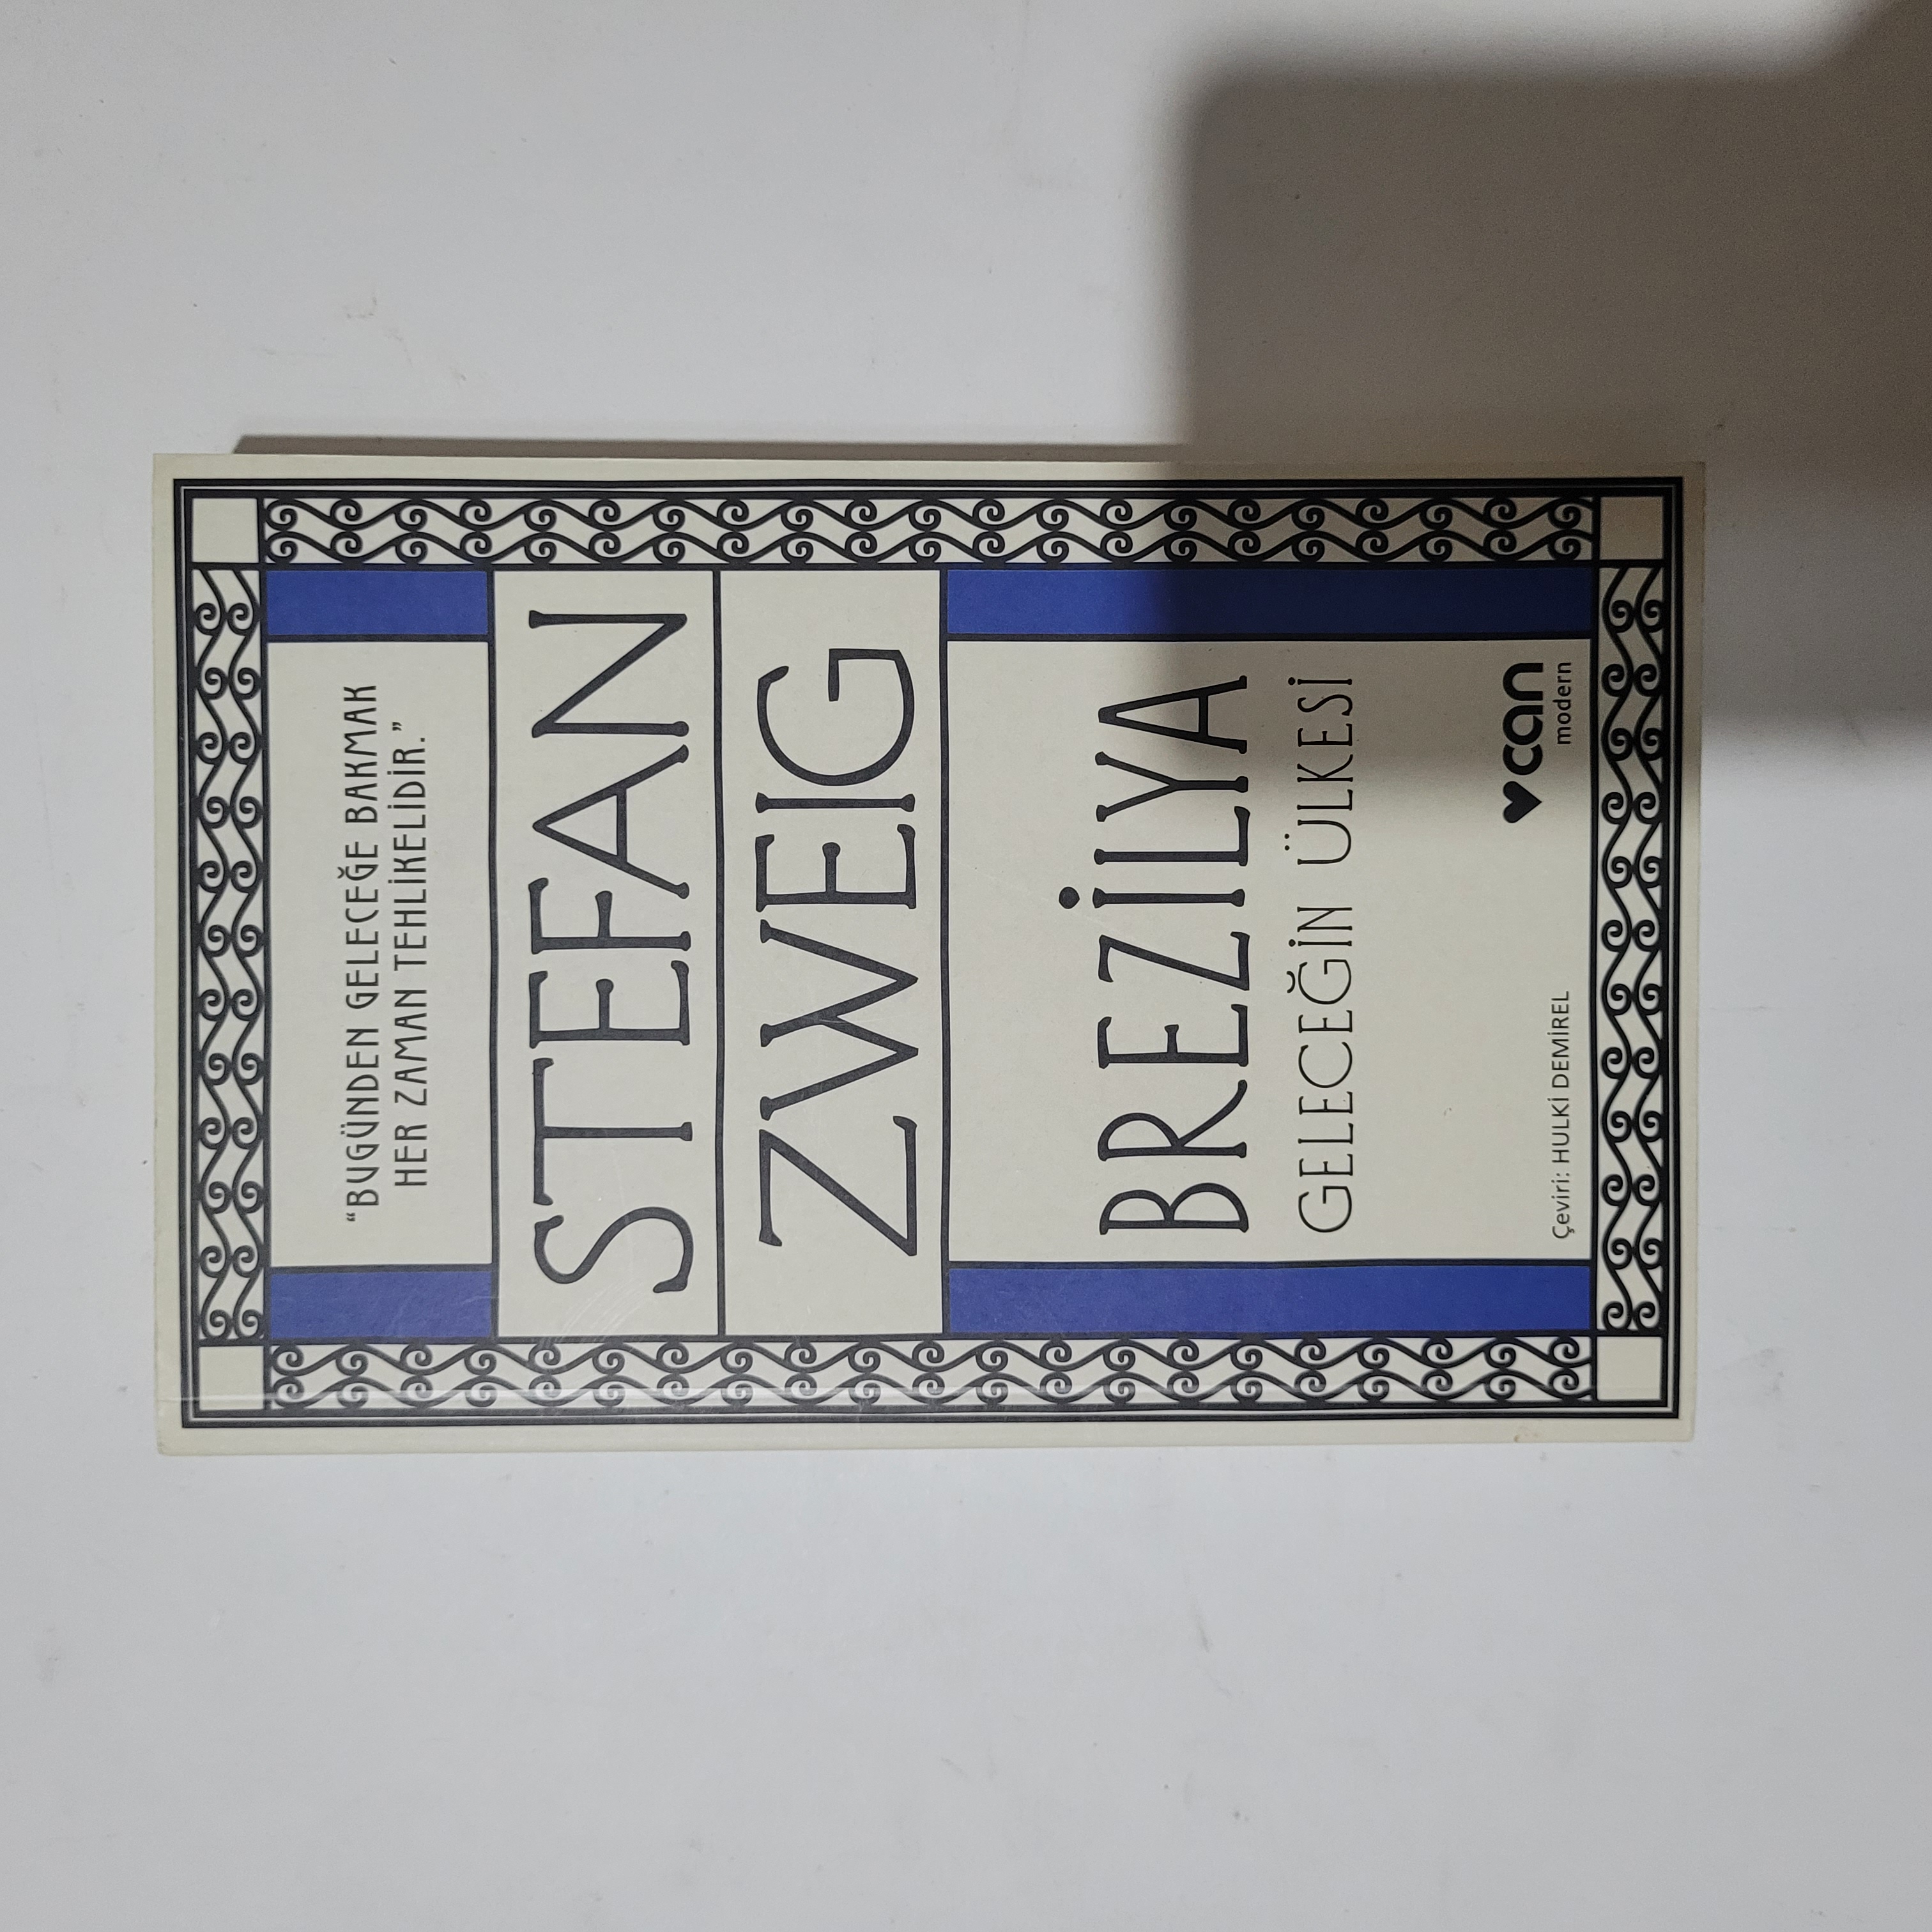 “BUGÜNDEN GELECEĞE BAKMAK
HER ZAMAN TEHLİKELİDİR.”
STEFAN
ZWEIG
BREZİLYA
GELECEĞİN ÜLKESİ
Çeviri: HULKİ DEMİREL
can
modern